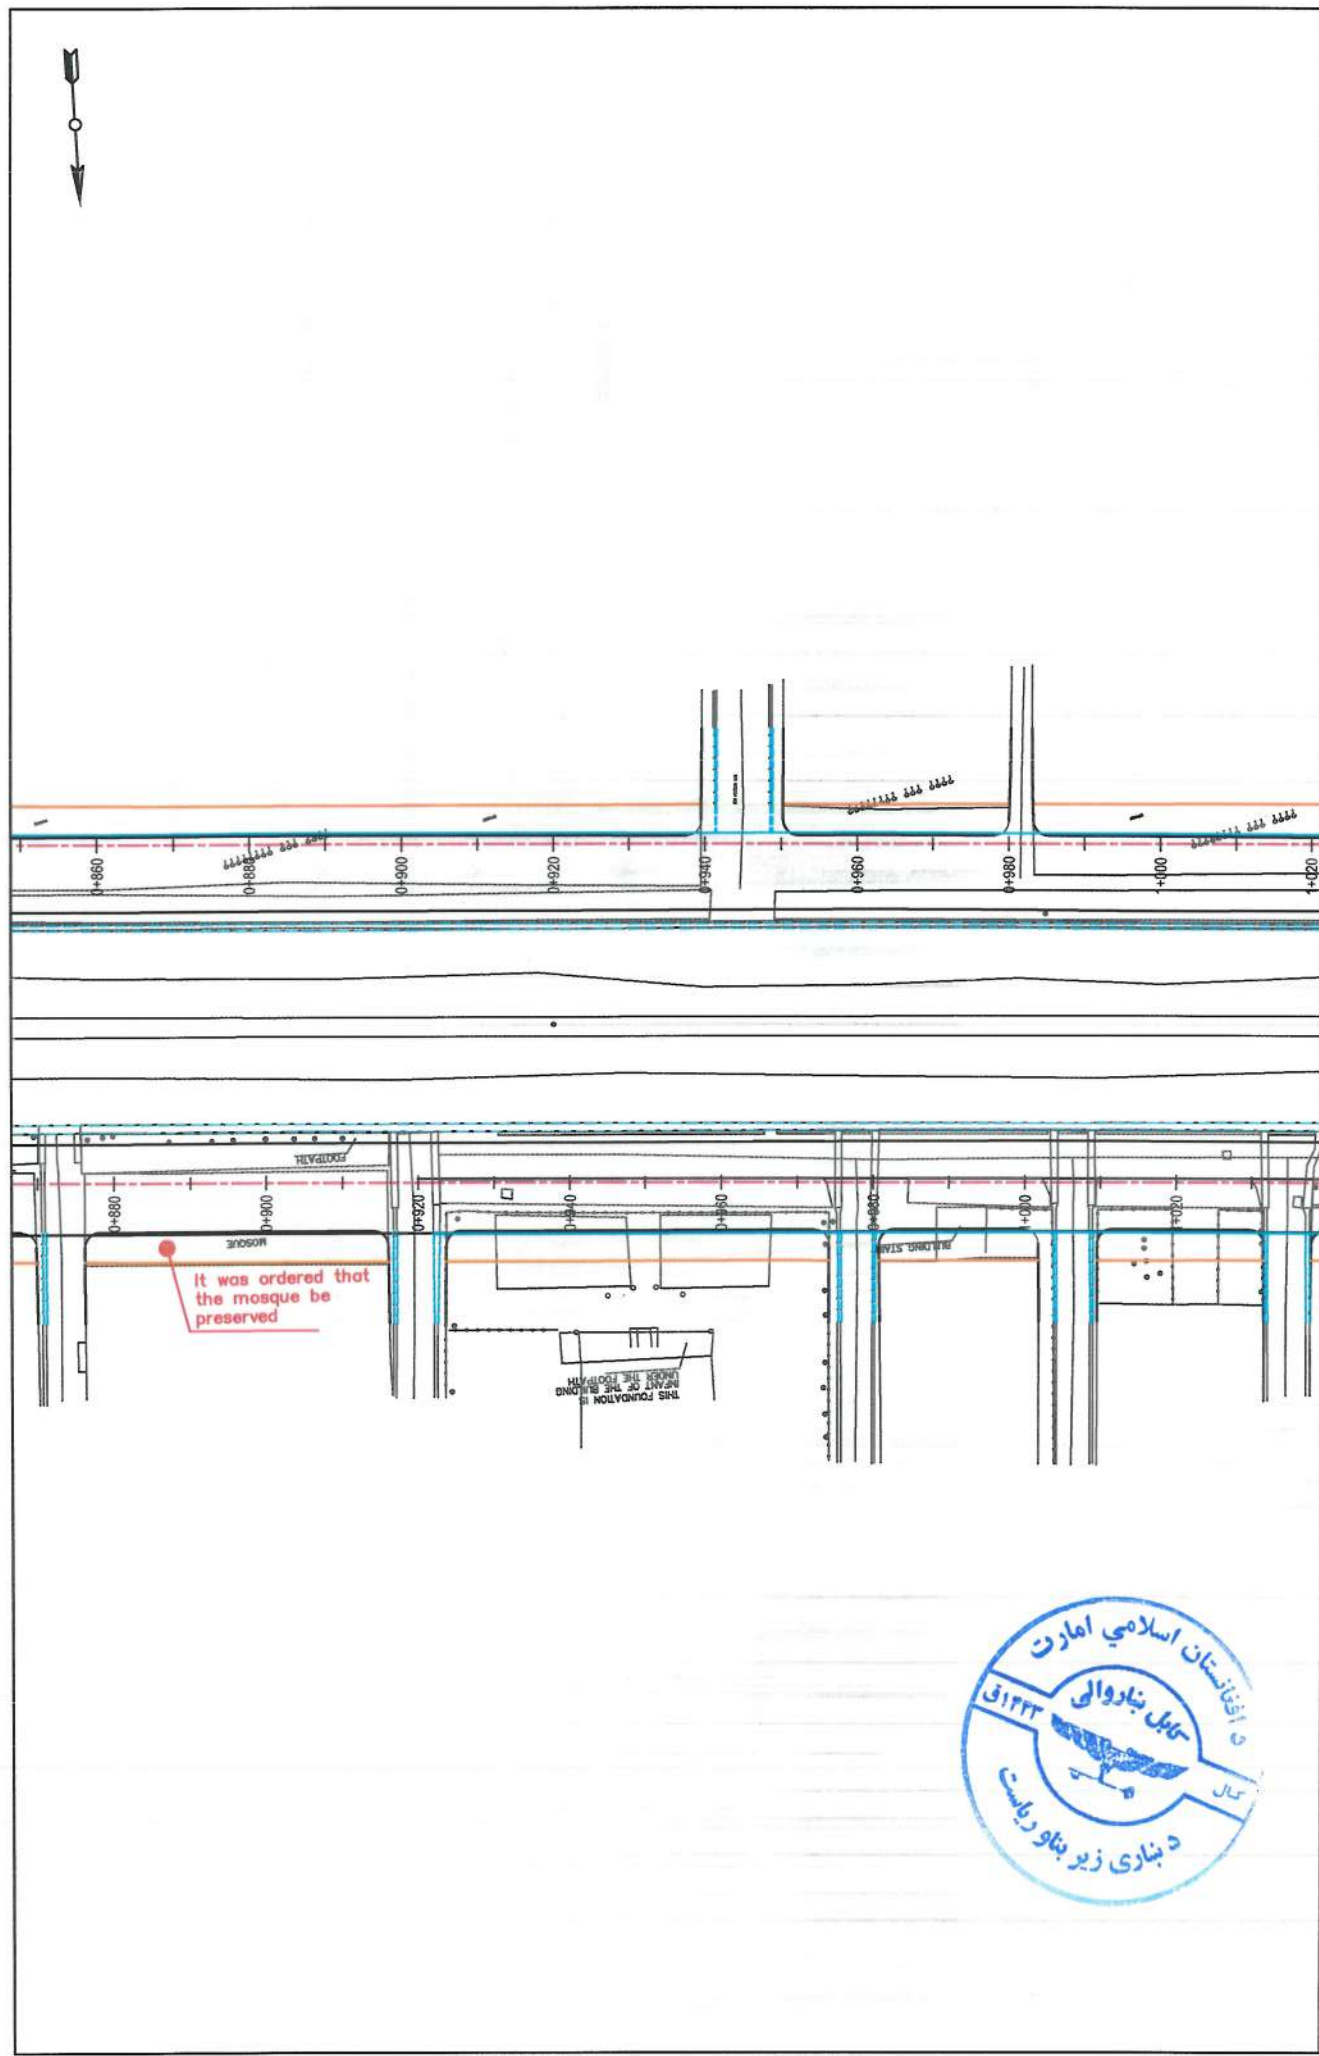 ???? ??? ????????
???? ??? ????????
???? ??? ????????
0+860
0+880
0+900
0+920
0+940
0+960
0+980
1+000
1+020
FOOTPATH
0+880
0+900
0+920
0+940
0+960
0+980
1+000
1+020
MOSQUE
BUILDING STAIR
It was ordered that
the mosque be
preserved
THIS FOUNDATION IS
INFANT OF THE BUILDING
UNDER THE FOOTPATH
د افغانستان اسلامي امارت
کابل ښاروالی
کال
۱۴۴۳ق
د ښاری زیر بناو ریاست